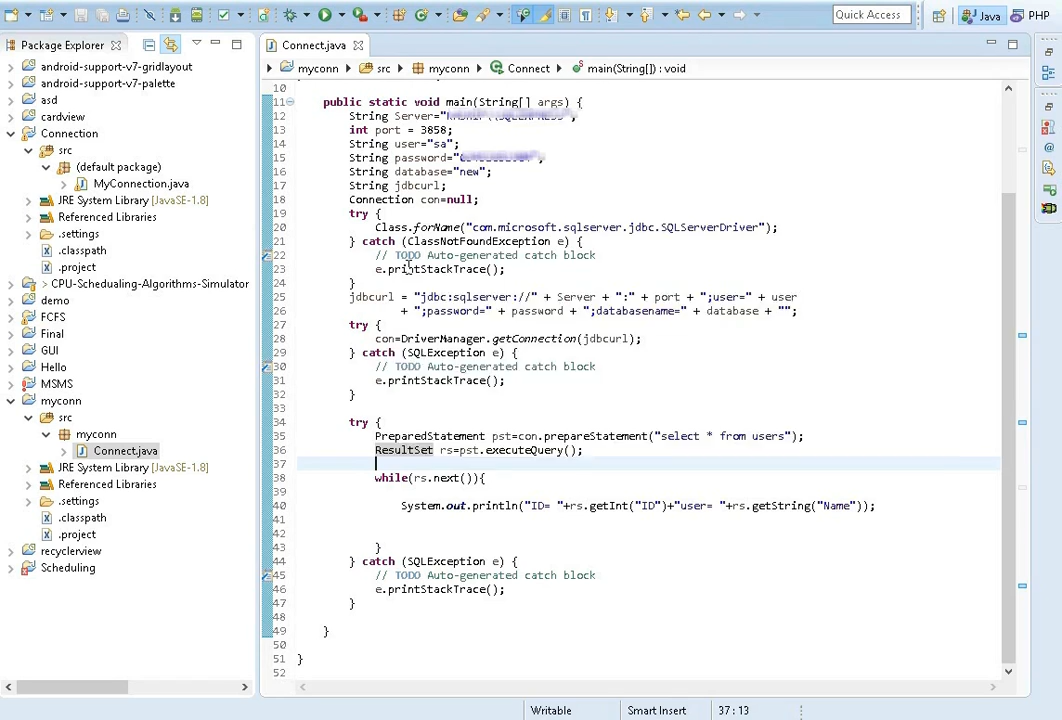 Quick Access
Java
PHP
Package Explorer
android-support-v7-gridlayout
android-support-v7-palette
asd
cardview
Connection
src
(default package)
MyConnection.java
JRE System Library [JavaSE-1.8]
Referenced Libraries
.settings
.classpath
.project
> CPU-Schedualing-Algorithms-Simulator
demo
FCFS
Final
GUI
Hello
MSMS
myconn
src
myconn
Connect.java
JRE System Library [JavaSE-1.8]
Referenced Libraries
.settings
.classpath
.project
recyclerview
Scheduling
Connect.java
myconn
src
myconn
Connect
main(String[]) : void
10
11 public static void main(String[] args) {
12 String Server="
13 int port = 3858;
14 String user="sa";
15 String password="
16 String database="new";
17 String jdbcurl;
18 Connection con=null;
19 try {
20 Class.forName("com.microsoft.sqlserver.jdbc.SQLServerDriver");
21 } catch (ClassNotFoundException e) {
22 // TODO Auto-generated catch block
23 e.printStackTrace();
24 }
25 jdbcurl = "jdbc:sqlserver://" + Server + ":" + port + ";user=" + user
26 + ";password=" + password + ";databasename=" + database + "";
27 try {
28 con=DriverManager.getConnection(jdbcurl);
29 } catch (SQLException e) {
30 // TODO Auto-generated catch block
31 e.printStackTrace();
32 }
33
34 try {
35 PreparedStatement pst=con.prepareStatement("select * from users");
36 ResultSet rs=pst.executeQuery();
37
38 while(rs.next()){
39
40 System.out.println("ID= "+rs.getInt("ID")+"user= "+rs.getString("Name"));
41
42
43 }
44 } catch (SQLException e) {
45 // TODO Auto-generated catch block
46 e.printStackTrace();
47 }
48
49 }
50
51 }
52
Writable
Smart Insert
37 : 13